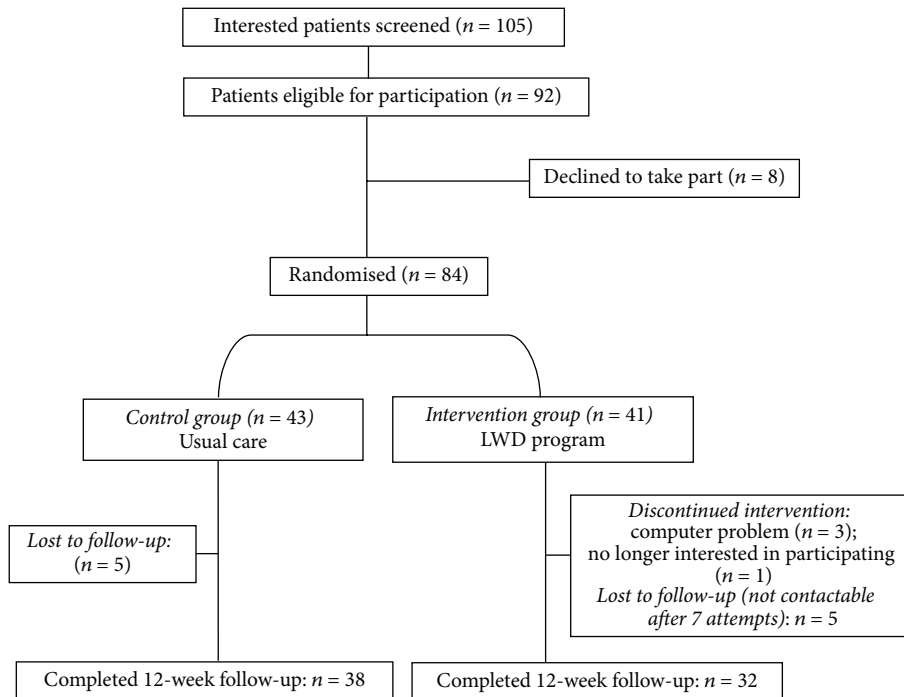 Interested patients screened (n = 105)
Patients eligible for participation (n = 92)
Declined to take part (n = 8)
Randomised (n = 84)
Control group (n = 43)
Usual care
Intervention group (n = 41)
LWD program
Lost to follow-up:
(n = 5)
Discontinued intervention:
computer problem (n = 3);
no longer interested in participating
(n = 1)
Lost to follow-up (not contactable
after 7 attempts): n = 5
Completed 12-week follow-up: n = 38
Completed 12-week follow-up: n = 32